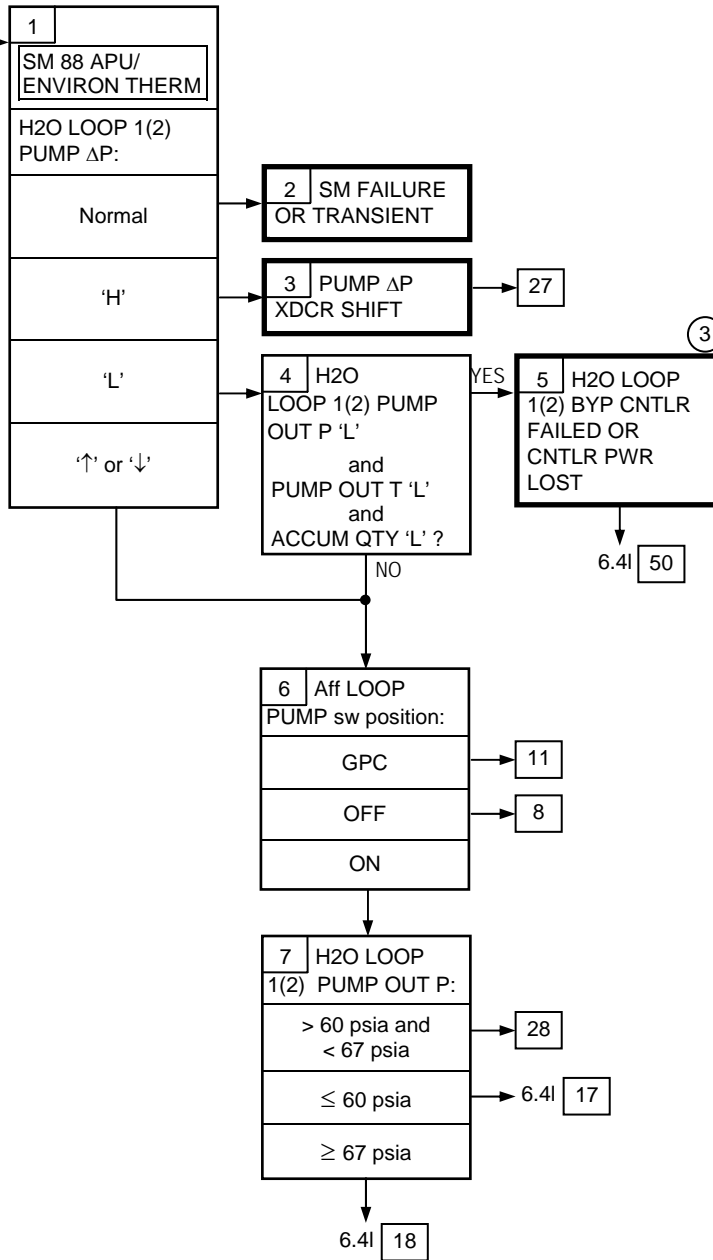 1
SM 88 APU/
ENVIRON THERM
H2O LOOP 1(2)
PUMP ΔP:
Normal
2 SM FAILURE
OR TRANSIENT
'H'
3 PUMP ΔP
XDCR SHIFT
27
'L'
4 H2O
LOOP 1(2) PUMP
OUT P 'L'
and
PUMP OUT T 'L'
and
ACCUM QTY 'L' ?
YES
3
5 H2O LOOP
1(2) BYP CNTLR
FAILED OR
CNTLR PWR
LOST
6.4l 50
'↑' or '↓'
NO
6 Aff LOOP
PUMP sw position:
GPC
11
OFF
8
ON
7 H2O LOOP
1(2) PUMP OUT P:
> 60 psia and
< 67 psia
28
≤ 60 psia
6.4l 17
≥ 67 psia
6.4l 18